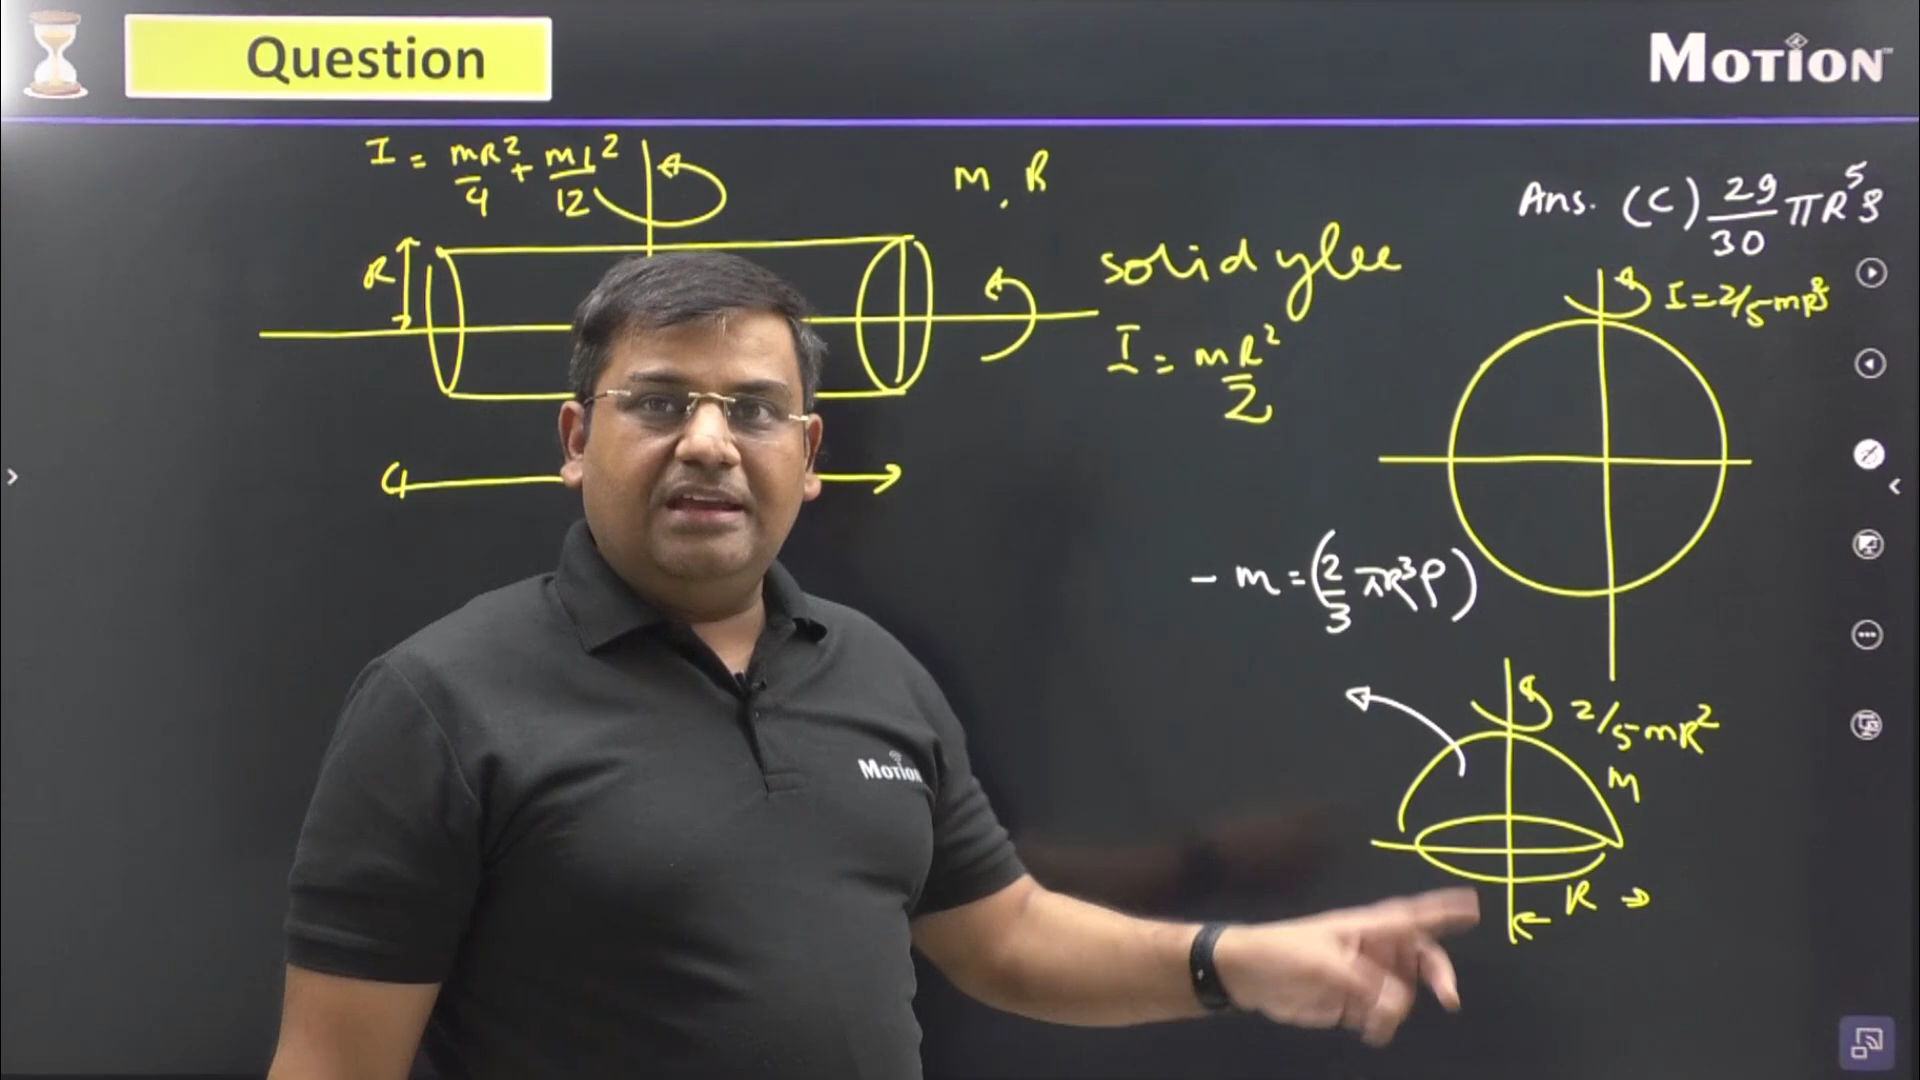 Question
MOTION
I = mR²/4 + mL²/12
M, R
Ans. (C) 29/30 πR⁵ρ
R
solid
I = mR²/2
I = 2/5 mR²
- m = (2/3 πR³ρ)
2/5 mR²
M
MOTION
R